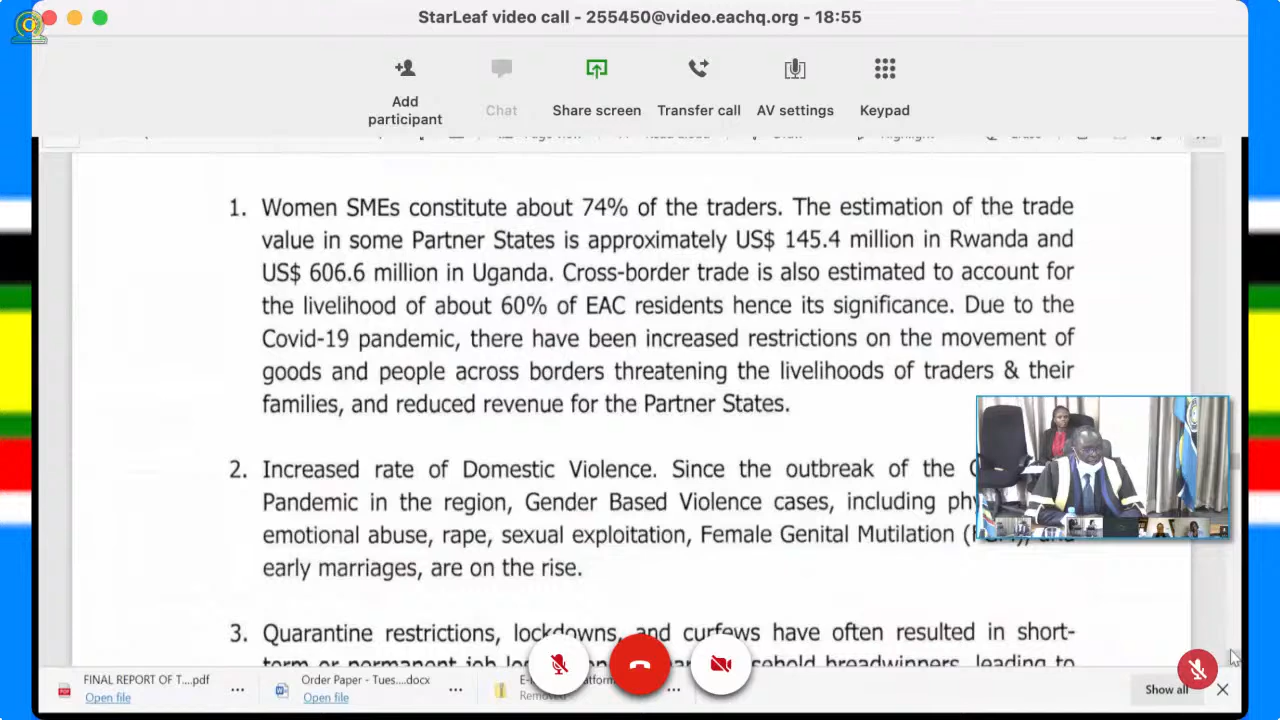 StarLeaf video call - 255450@video.eachq.org - 18:55
Add participant
Chat
Share screen
Transfer call
AV settings
Keypad
1. Women SMEs constitute about 74% of the traders. The estimation of the trade
value in some Partner States is approximately US$ 145.4 million in Rwanda and
US$ 606.6 million in Uganda. Cross-border trade is also estimated to account for
the livelihood of about 60% of EAC residents hence its significance. Due to the
Covid-19 pandemic, there have been increased restrictions on the movement of
goods and people across borders threatening the livelihoods of traders & their
families, and reduced revenue for the Partner States.
2. Increased rate of Domestic Violence. Since the outbreak of the
Pandemic in the region, Gender Based Violence cases, including
emotional abuse, rape, sexual exploitation, Female Genital Mutilation
early marriages, are on the rise.
3. Quarantine restrictions, lockdowns, and curfews have often resulted in short-
term or permanent job breadwinners, leading to
FINAL REPORT OF T....pdf
Open file
Order Paper - Tues....docx
Open file
Removed
Show all